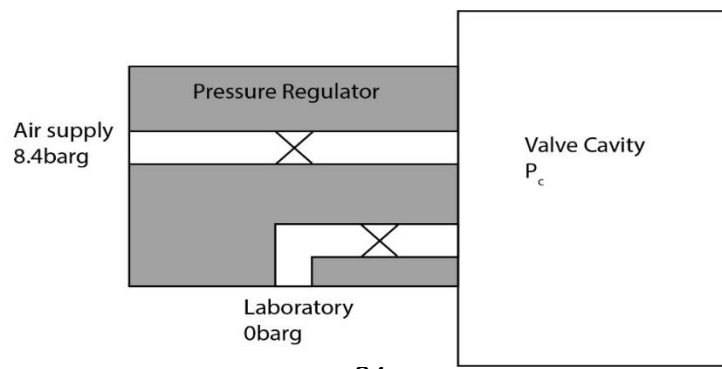 Pressure Regulator
Air supply
8.4barg
Valve Cavity
Pc
Laboratory
0barg